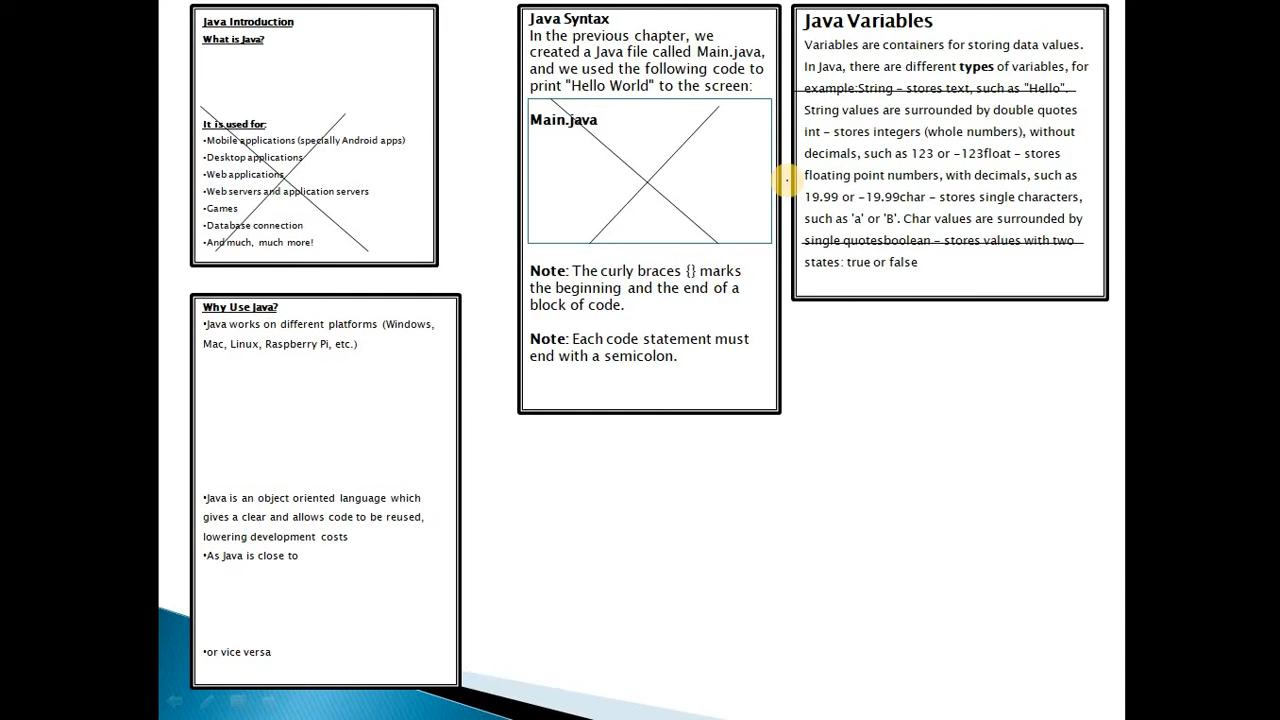 Java Introduction
What is Java?
It is used for:
•Mobile applications (specially Android apps)
•Desktop applications
•Web applications
•Web servers and application servers
•Games
•Database connection
•And much, much more!
Why Use Java?
•Java works on different platforms (Windows,
Mac, Linux, Raspberry Pi, etc.)
•Java is an object oriented language which
gives a clear and allows code to be reused,
lowering development costs
•As Java is close to
•or vice versa
Java Syntax
In the previous chapter, we
created a Java file called Main.java,
and we used the following code to
print "Hello World" to the screen:
Main.java
Note: The curly braces {} marks
the beginning and the end of a
block of code.
Note: Each code statement must
end with a semicolon.
Java Variables
Variables are containers for storing data values.
In Java, there are different types of variables, for
example:String - stores text, such as "Hello".
String values are surrounded by double quotes
int - stores integers (whole numbers), without
decimals, such as 123 or -123float - stores
floating point numbers, with decimals, such as
19.99 or -19.99char - stores single characters,
such as 'a' or 'B'. Char values are surrounded by
single quotesboolean - stores values with two
states: true or false